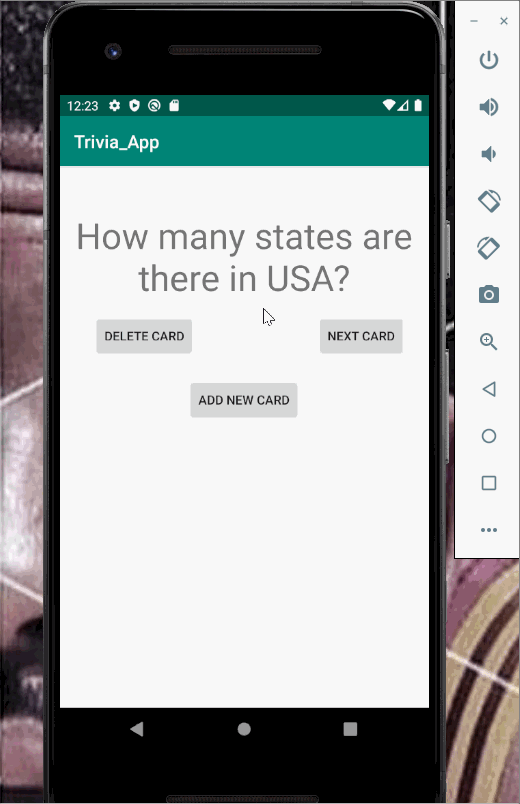 12:23
Trivia_App
How many states are
there in USA?
DELETE CARD
NEXT CARD
ADD NEW CARD